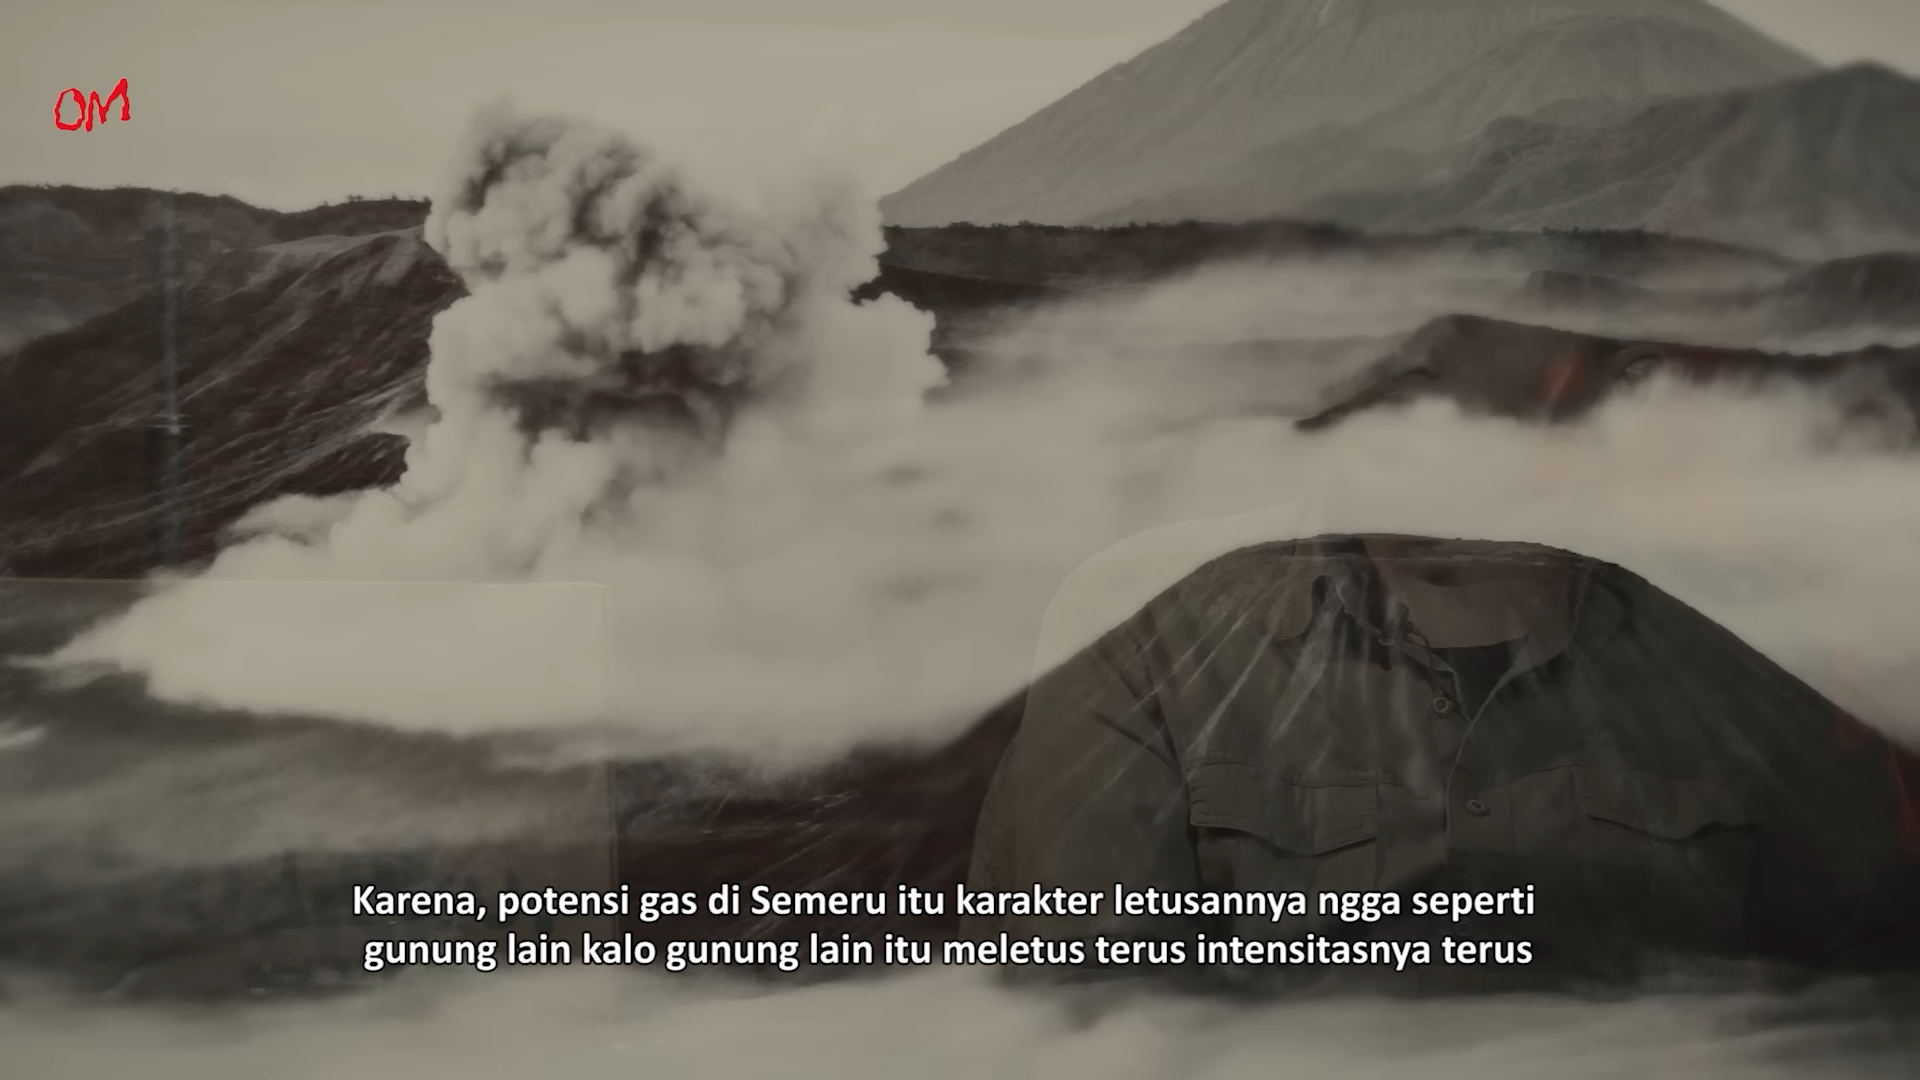 OM
Karena, potensi gas di Semeru itu karakter letusannya ngga seperti
gunung lain kalo gunung lain itu meletus terus intensitasnya terus